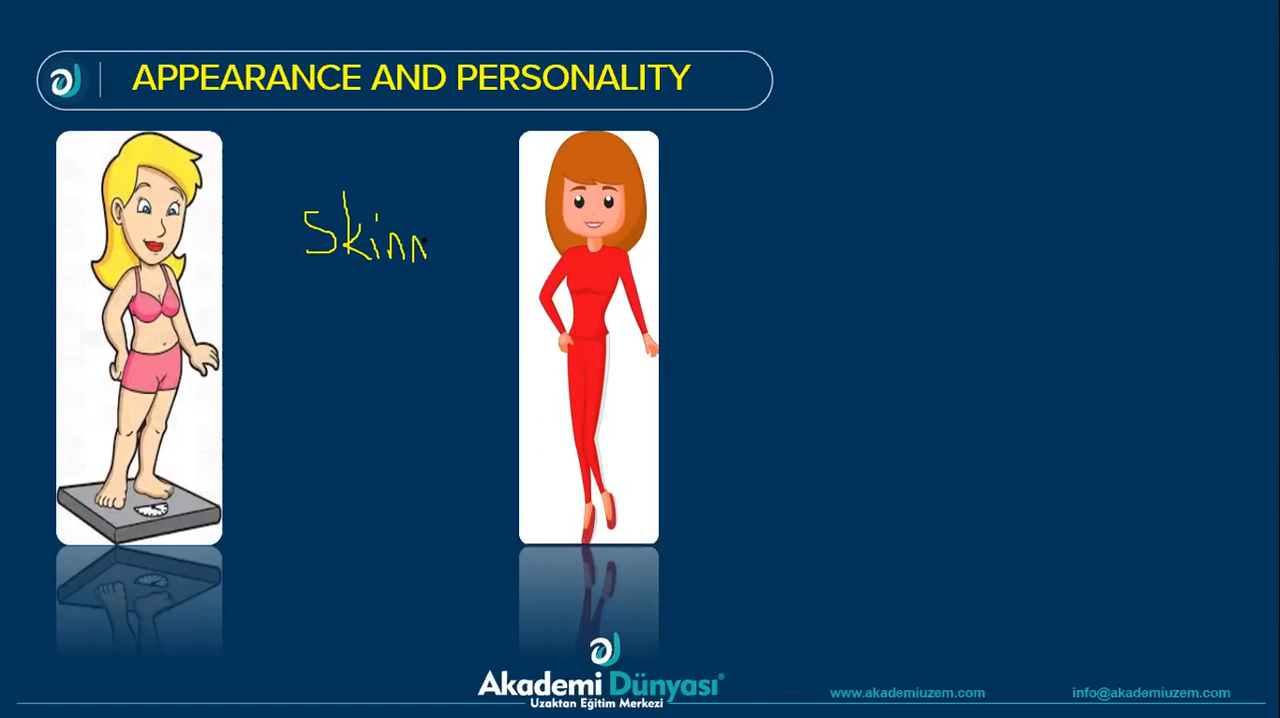 APPEARANCE AND PERSONALITY
Skinn
Akademi Dünyası®
Uzaktan Eğitim Merkezi
www.akademiuzem.com
info@akademiuzem.com